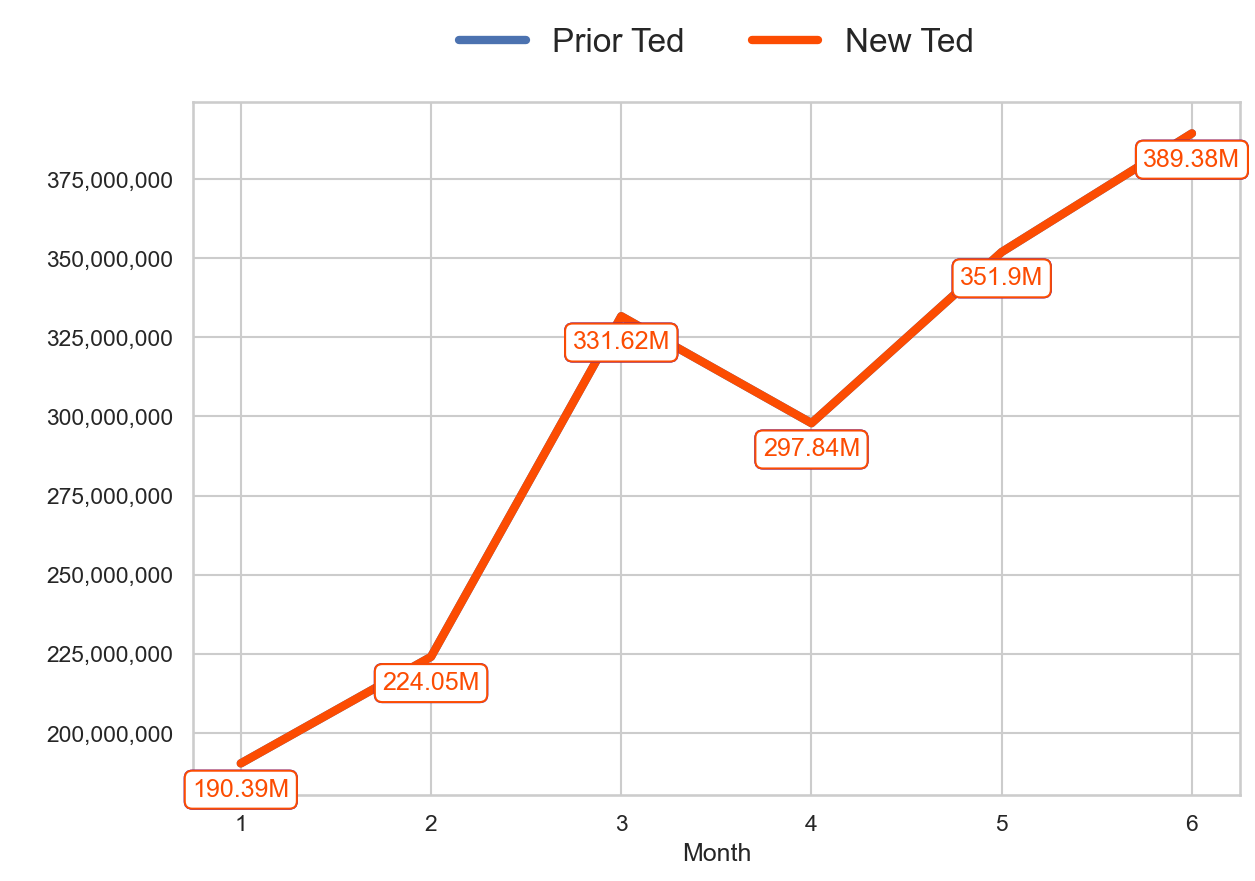 Prior Ted New Ted
375,000,000
350,000,000
325,000,000
300,000,000
275,000,000
250,000,000
225,000,000
200,000,000
389.38M
351.9M
331.62M
297.84M
224.05M
190.39M
1 2 3 4 5 6
Month